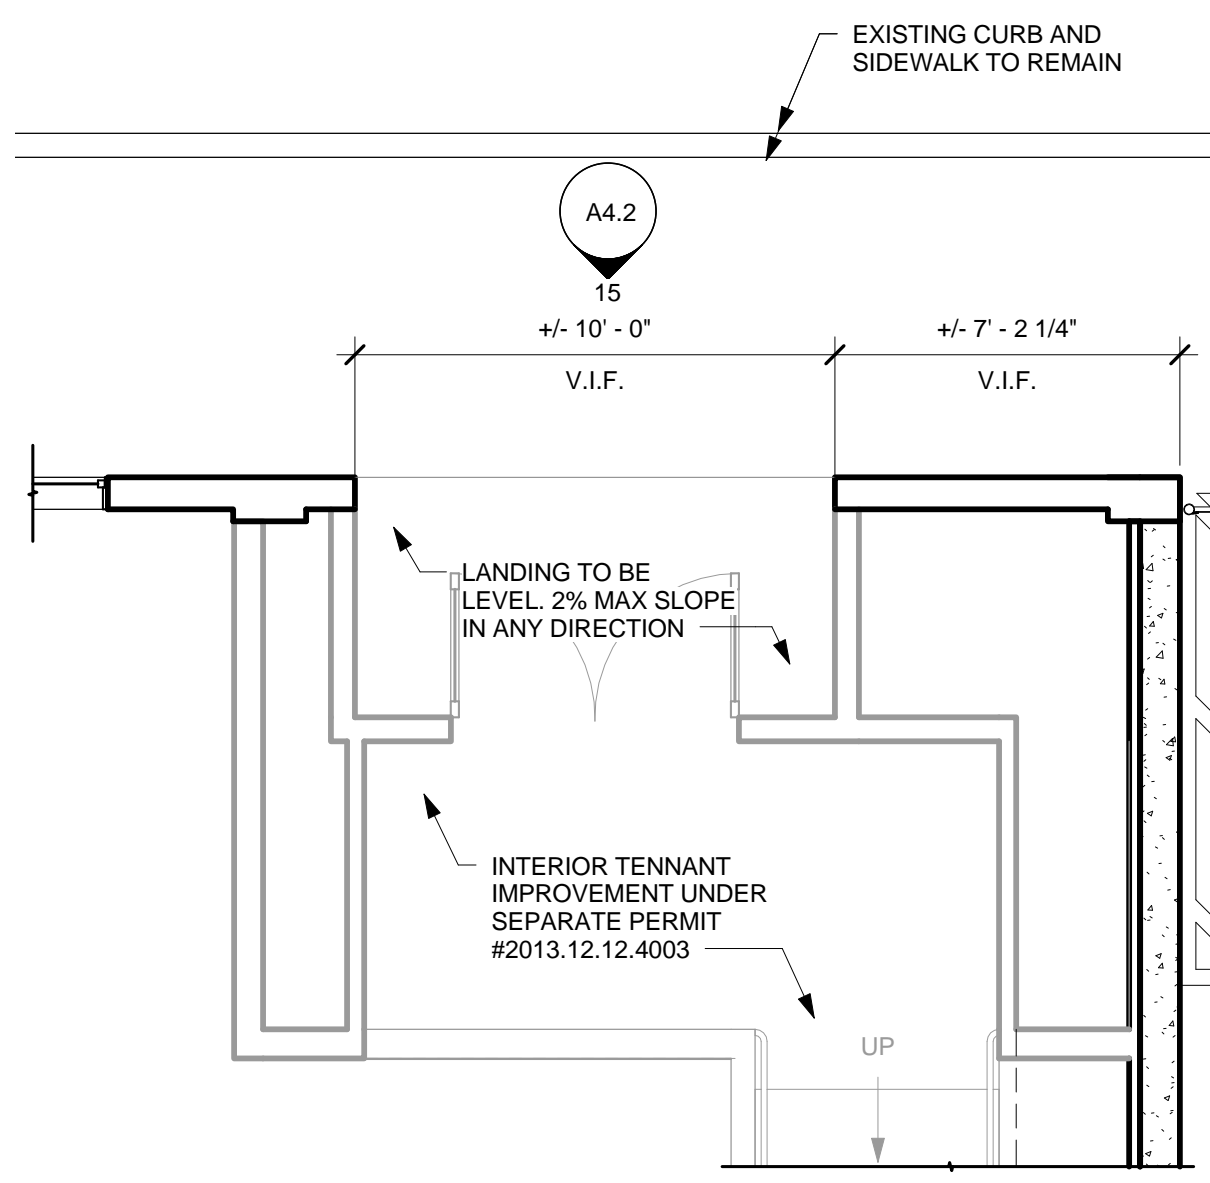 EXISTING CURB AND
SIDEWALK TO REMAIN
A4.2
15
+/- 10' - 0"
+/- 7' - 2 1/4"
V.I.F.
V.I.F.
LANDING TO BE
LEVEL. 2% MAX SLOPE
IN ANY DIRECTION
INTERIOR TENNANT
IMPROVEMENT UNDER
SEPARATE PERMIT
#2013.12.12.4003
UP